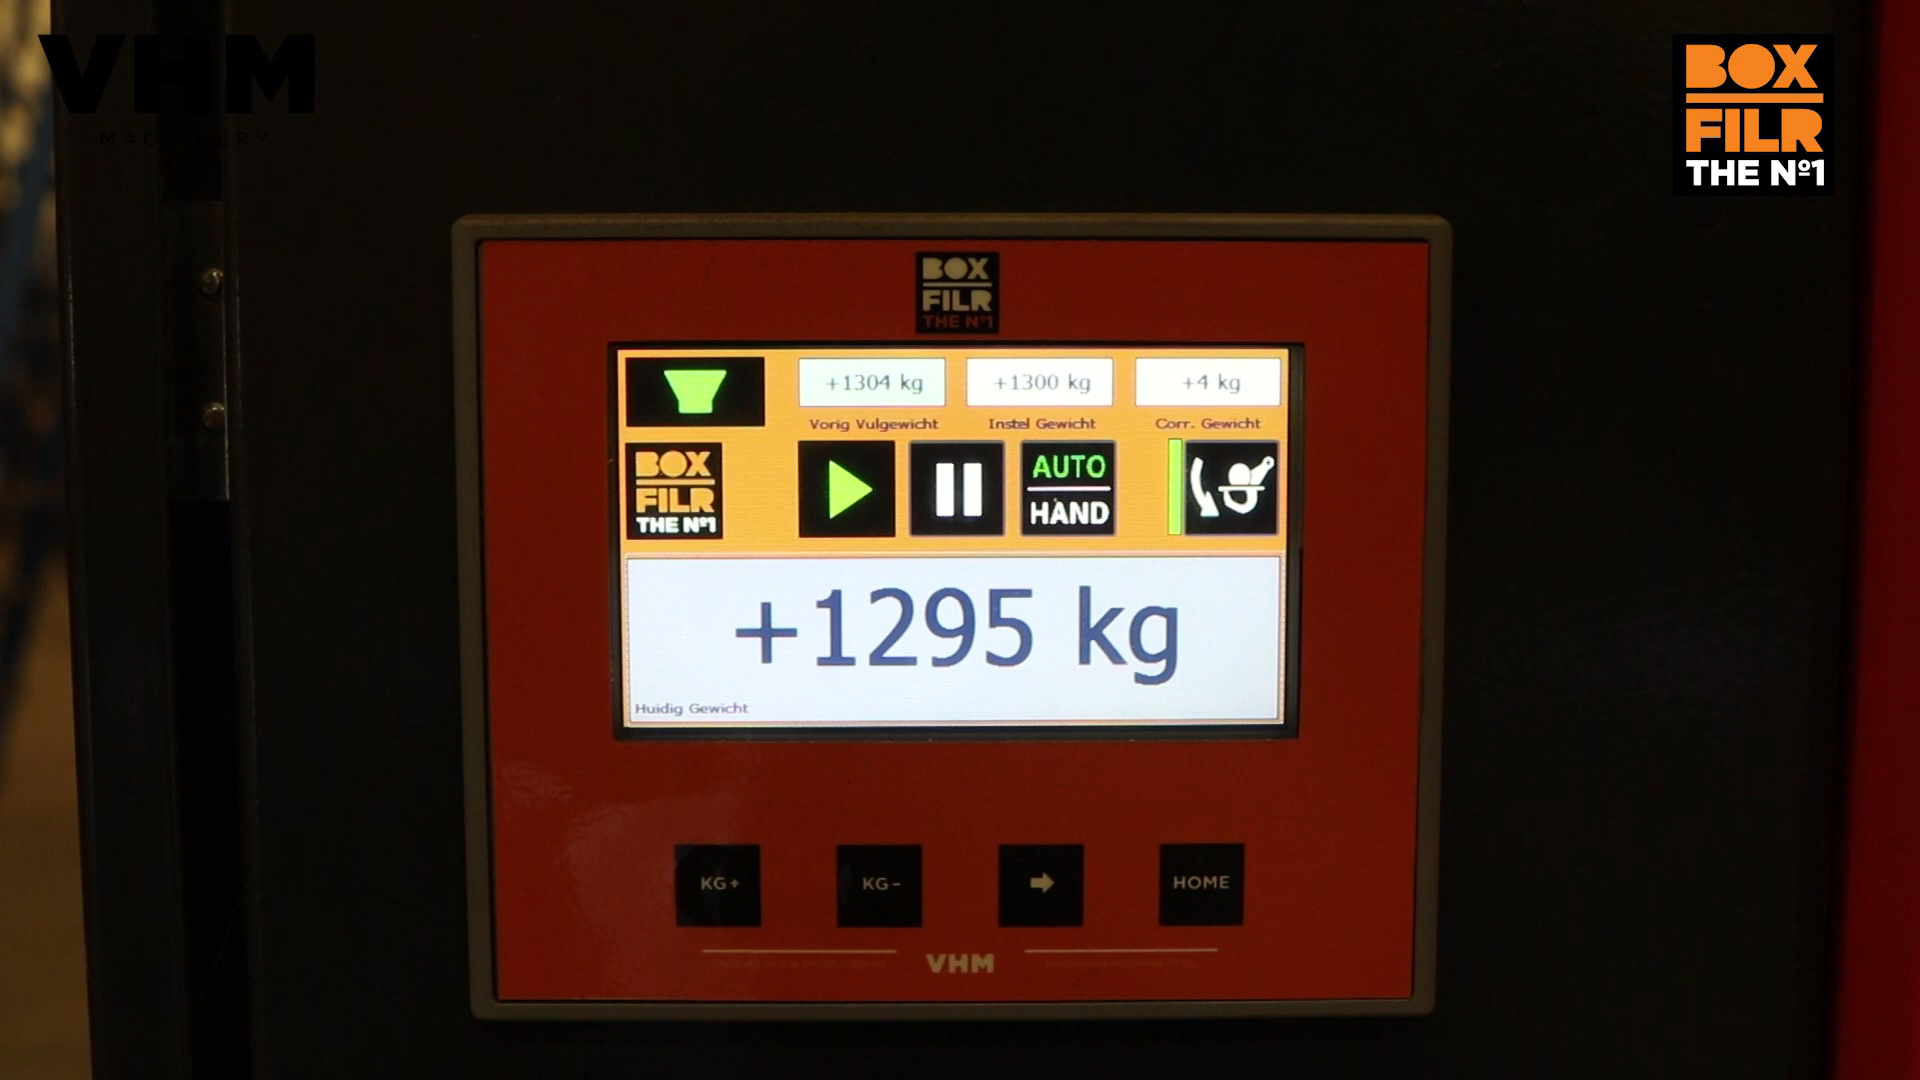 VHM
MACHINERY
BOX
FILR
THE Nº1
BOX
FILR
THE Nº1
+1304 kg
+1300 kg
+4 kg
Vorig Vulgewicht
Instel Gewicht
Corr. Gewicht
BOX
FILR
THE Nº1
AUTO
HAND
+1295 kg
Huidig Gewicht
KG+
KG-
HOME
VHM